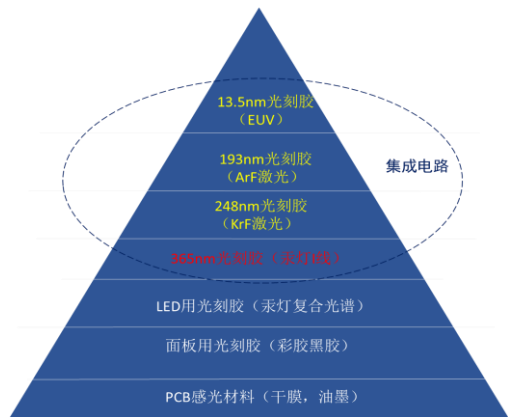 13.5nm光刻胶
（EUV）
193nm光刻胶
（ArF激光）
集成电路
248nm光刻胶
（KrF激光）
365nm光刻胶（汞灯i线）
LED用光刻胶（汞灯复合光谱）
面板用光刻胶（彩胶黑胶）
PCB感光材料（干膜，油墨）